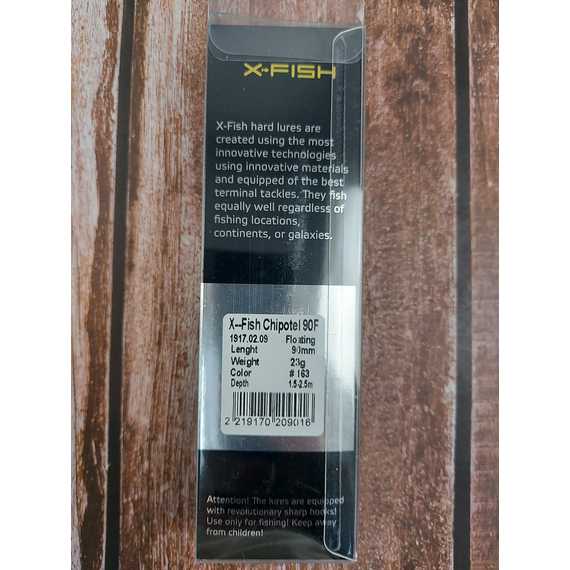 X-FISH
X-Fish hard lures are
created using the most
innovative technologies
using innovative materials
and equipped of the best
terminal tackles. They fish
equally well regardless of
fishing locations,
continents, or galaxies.
X--Fish Chipotel 90F
1917.02.09 Floating
Lenght 90mm
Weight 23g
Color # 163
Depth 1.5-2.5m
2 219170 209016
Attention! The lures are equipped
with revolutionary sharp hooks!
Use only for fishing! Keep away
from children!